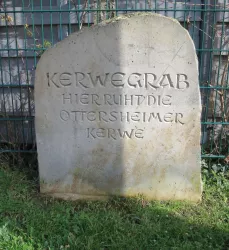 KERWEGRAB
HIER RUHT DIE
OTTERSHEIMER
KERWE